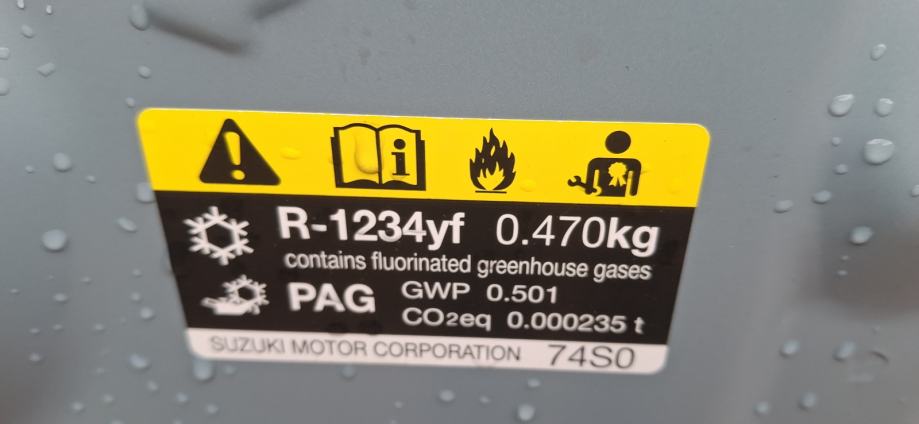 R-1234yf 0.470kg
contains fluorinated greenhouse gases
PAG GWP 0.501
CO2eq 0.000235 t
SUZUKI MOTOR CORPORATION 74S0